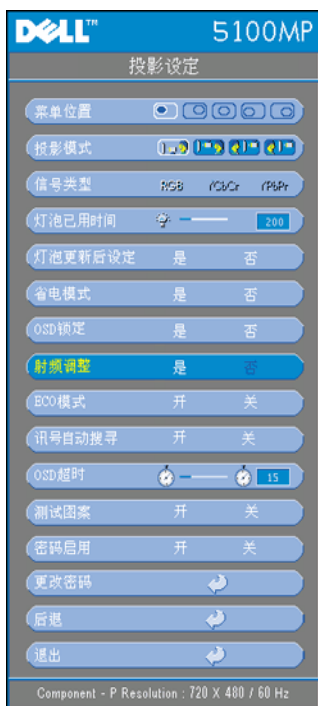 DELL™ 5100MP
投影设定
菜单位置
投影模式
信号类型 RGB YCbCr YPbPr
灯泡已用时间 200
灯泡更新后设定 是 否
省电模式 是 否
OSD锁定 是 否
射频调整 是 否
ECO模式 开 关
讯号自动搜寻 开 关
OSD超时 15
测试图案 开 关
密码启用 开 关
更改密码
后退
退出
Component - P Resolution : 720 X 480 / 60 Hz